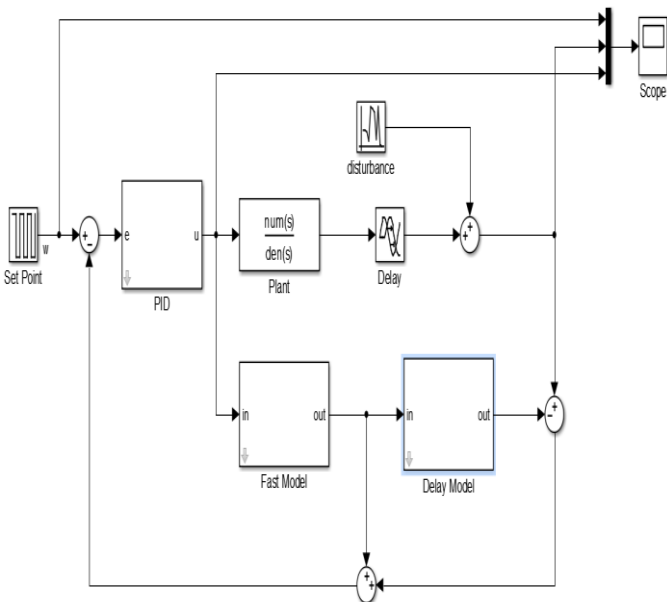 Scope
disturbance
Set Point
w
+
-
e
u
PID
num(s)
den(s)
Plant
Delay
+
+
in
out
Fast Model
in
out
Delay Model
-
+
+
+